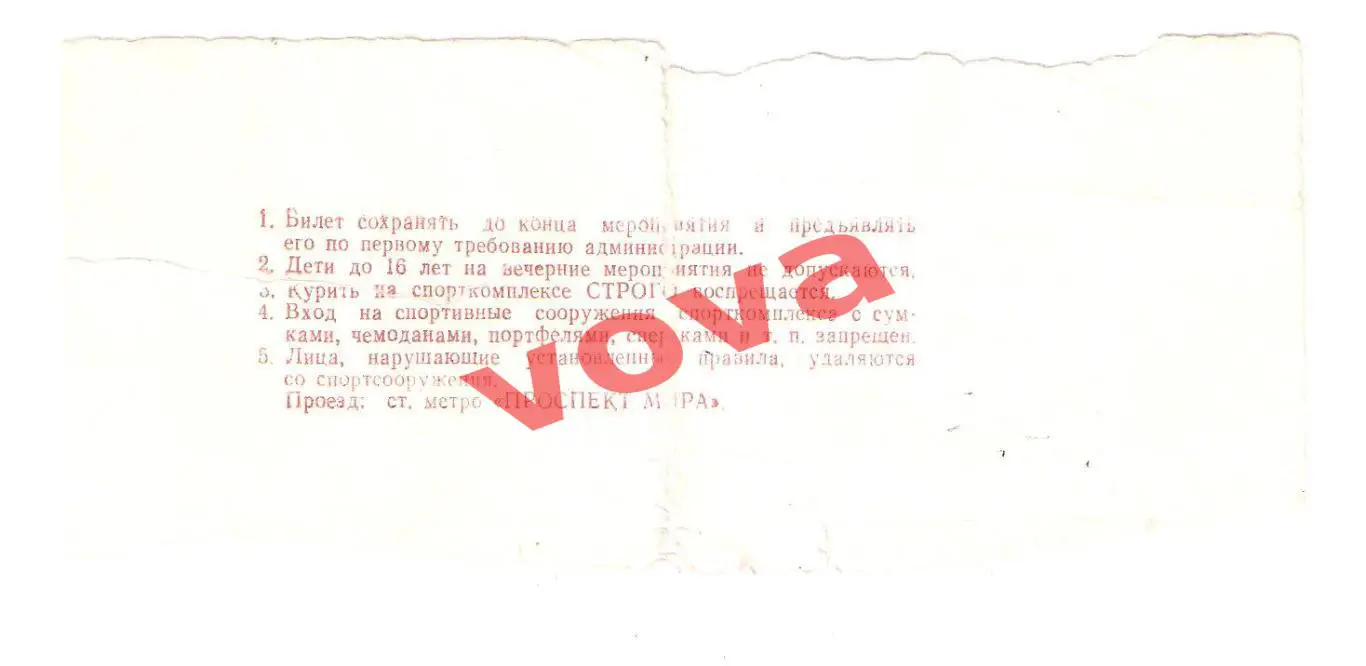 1. Билет сохранять до конца мероприятия и предъявлять
его по первому требованию администрации.
2. Дети до 16 лет на вечерние мероприятия не допускаются.
3. Курить на спорткомплексе СТРОГО воспрещается.
4. Вход на спортивные сооружения спорткомплекса с сум-
ками, чемоданами, портфелями, свертками и т. п. запрещен.
5. Лица, нарушающие установленные правила, удаляются
со спортсооружения.
Проезд: ст. метро «ПРОСПЕКТ МИРА».
vova